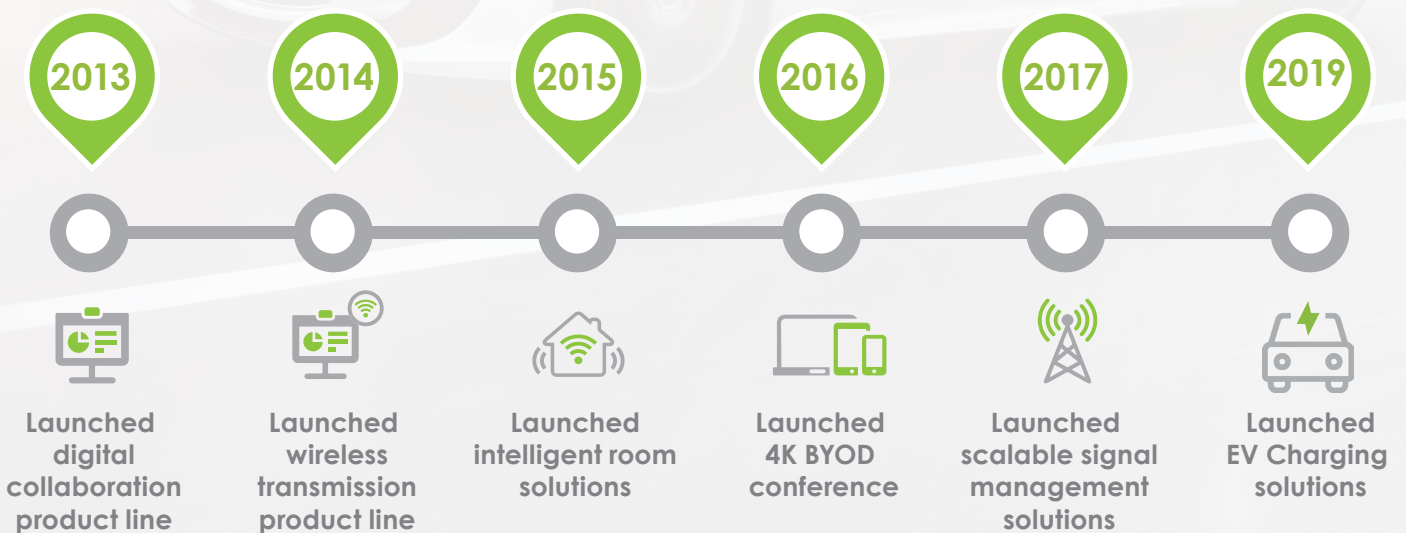 2013
2014
2015
2016
2017
2019
Launched
digital
collaboration
product line
Launched
wireless
transmission
product line
Launched
intelligent room
solutions
Launched
4K BYOD
conference
Launched
scalable signal
management
solutions
Launched
EV Charging
solutions